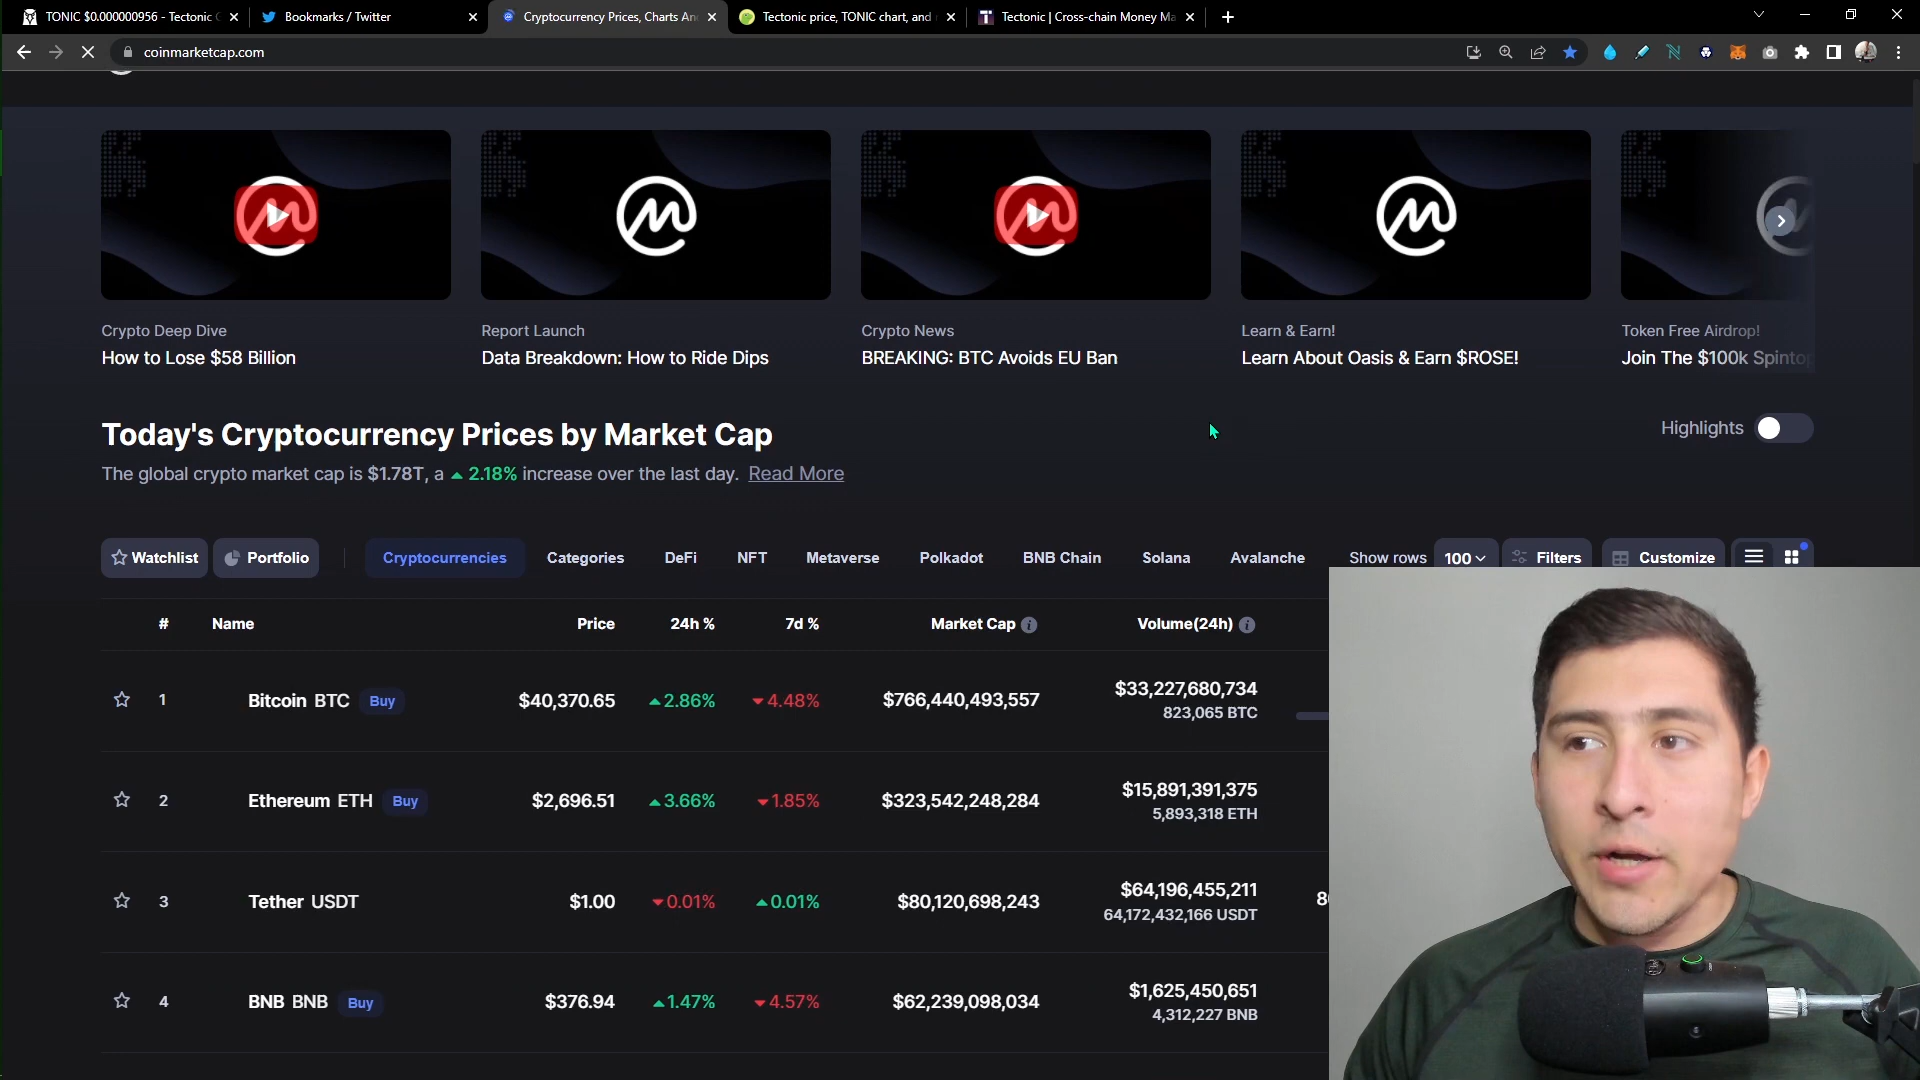 TONIC $0.000000956 - Tectonic
Bookmarks / Twitter
Cryptocurrency Prices, Charts An
Tectonic price, TONIC chart, and
Tectonic | Cross-chain Money Ma
coinmarketcap.com
Crypto Deep Dive
How to Lose $58 Billion
Report Launch
Data Breakdown: How to Ride Dips
Crypto News
BREAKING: BTC Avoids EU Ban
Learn & Earn!
Learn About Oasis & Earn $ROSE!
Token Free Airdrop!
Join The $100k Spinto
Today's Cryptocurrency Prices by Market Cap
Highlights
The global crypto market cap is $1.78T, a 2.18% increase over the last day. Read More
Watchlist Portfolio Cryptocurrencies Categories DeFi NFT Metaverse Polkadot BNB Chain Solana Avalanche Show rows 100 Filters Customize
# Name Price 24h % 7d % Market Cap Volume(24h)
1 Bitcoin BTC Buy $40,370.65 2.86% 4.48% $766,440,493,557 $33,227,680,734
823,065 BTC
2 Ethereum ETH Buy $2,696.51 3.66% 1.85% $323,542,248,284 $15,891,391,375
5,893,318 ETH
3 Tether USDT $1.00 0.01% 0.01% $80,120,698,243 $64,196,455,211
64,172,432,166 USDT
4 BNB BNB Buy $376.94 1.47% 4.57% $62,239,098,034 $1,625,450,651
4,312,227 BNB